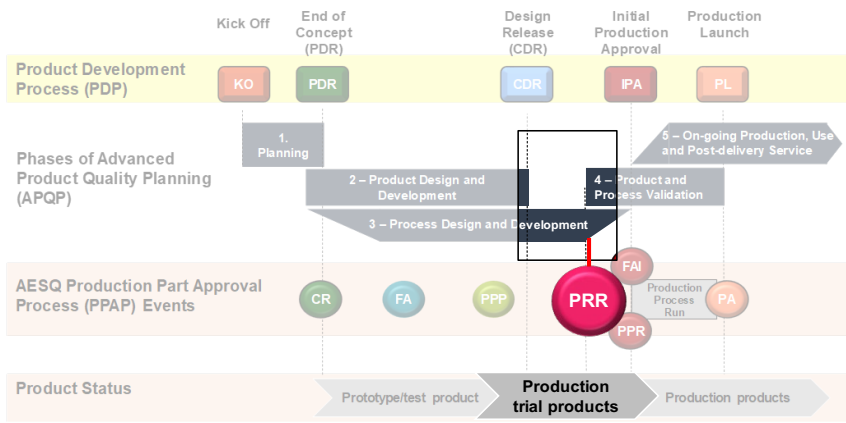 Kick Off
End of
Concept
(PDR)
Design
Release
(CDR)
Initial
Production
Approval
Production
Launch
Product Development
Process (PDP)
KO
PDR
CDR
IPA
PL
Phases of Advanced
Product Quality Planning
(APQP)
1.
Planning
5 – On-going Production, Use
and Post-delivery Service
2 – Product Design and
Development
4 – Product and
Process Validation
3 – Process Design and Development
AESQ Production Part Approval
Process (PPAP) Events
CR
FA
PPP
PRR
FAI
PPR
Production
Process
Run
PA
Product Status
Prototype/test product
Production
trial products
Production products